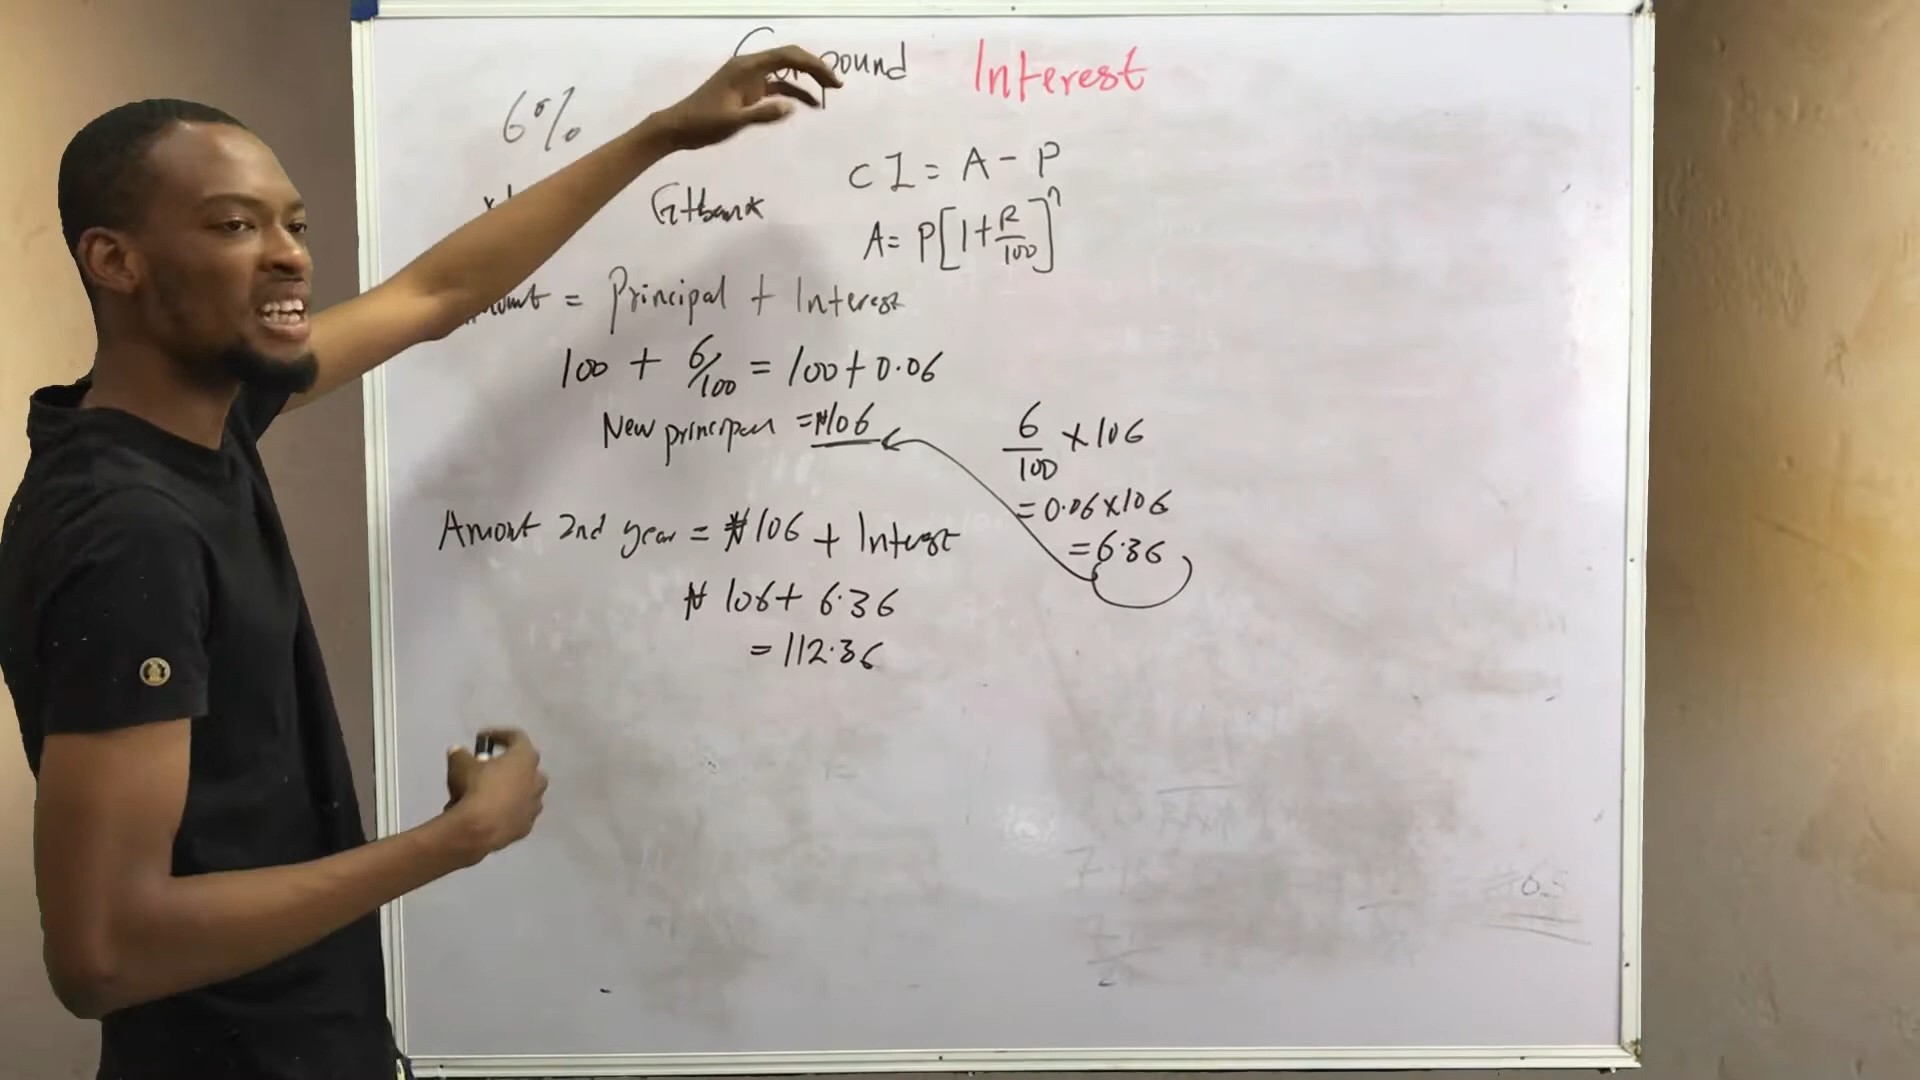 Compound Interest
6%
CI = A - P
Gtbank
A = P[1+R/100]^n
= Principal + Interest
100 + 6/100 = 100 + 0.06
New principal = ₦106
6/100 × 106
= 0.06×106
Amount 2nd year = ₦106 + Interest
= 6.36
₦ 106 + 6.36
= 112.36